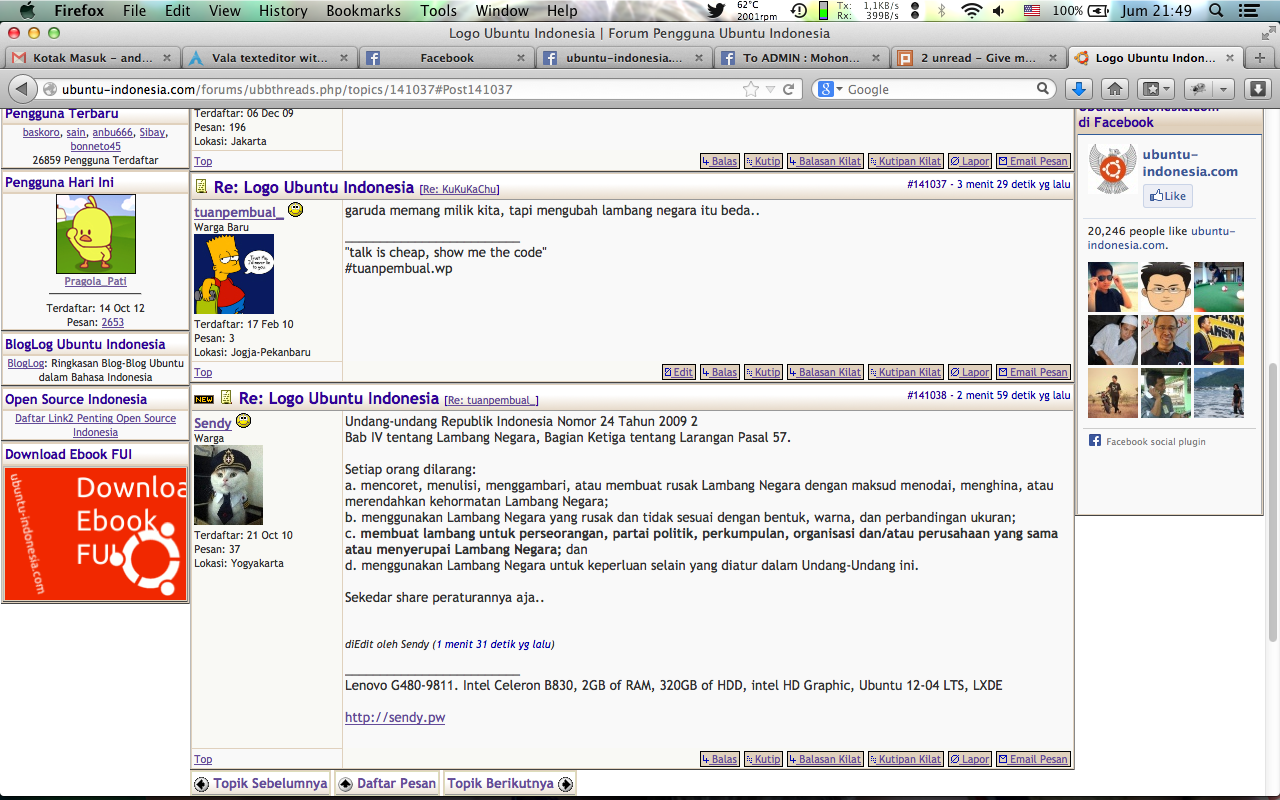 Firefox File Edit View History Bookmarks Tools Window Help
62°C
2001rpm
Tx: 1,1KB/s
Rx: 399B/s
100%
Jum 21:49
Logo Ubuntu Indonesia | Forum Pengguna Ubuntu Indonesia
Kotak Masuk – and...
Vala texteditor wit...
Facebook
ubuntu-indonesia....
To ADMIN : Mohon...
2 unread – Give m...
Logo Ubuntu Indon...
ubuntu-indonesia.com/forums/ubbthreads.php/topics/141037#Post141037
Google
Pengguna Terbaru
baskoro, sain, anbu666, Sibay,
bonneto45
26859 Pengguna Terdaftar
Pengguna Hari Ini
Pragola_Pati
Terdaftar: 14 Oct 12
Pesan: 2653
BlogLog Ubuntu Indonesia
BlogLog: Ringkasan Blog-Blog Ubuntu
dalam Bahasa Indonesia
Open Source Indonesia
Daftar Link2 Penting Open Source
Indonesia
Download Ebook FUI
ubuntu-indonesia.com
Downloa
Ebook
FUI
Terdaftar: 06 Dec 09
Pesan: 196
Lokasi: Jakarta
Top
Balas Kutip Balasan Kilat Kutipan Kilat Lapor Email Pesan
Re: Logo Ubuntu Indonesia [Re: KuKuKaChu]
#141037 - 3 menit 29 detik yg lalu
tuanpembual_
Warga Baru
Trust Me,
I'd never lie
to you
Terdaftar: 17 Feb 10
Pesan: 3
Lokasi: Jogja-Pekanbaru
garuda memang milik kita, tapi mengubah lambang negara itu beda..
_________________________
"talk is cheap, show me the code"
#tuanpembual.wp
Top
Edit Balas Kutip Balasan Kilat Kutipan Kilat Lapor Email Pesan
NEW Re: Logo Ubuntu Indonesia [Re: tuanpembual_]
#141038 - 2 menit 59 detik yg lalu
Sendy
Warga
Terdaftar: 21 Oct 10
Pesan: 37
Lokasi: Yogyakarta
Undang-undang Republik Indonesia Nomor 24 Tahun 2009 2
Bab IV tentang Lambang Negara, Bagian Ketiga tentang Larangan Pasal 57.
Setiap orang dilarang:
a. mencoret, menulisi, menggambari, atau membuat rusak Lambang Negara dengan maksud menodai, menghina, atau
merendahkan kehormatan Lambang Negara;
b. menggunakan Lambang Negara yang rusak dan tidak sesuai dengan bentuk, warna, dan perbandingan ukuran;
c. membuat lambang untuk perseorangan, partai politik, perkumpulan, organisasi dan/atau perusahaan yang sama
atau menyerupai Lambang Negara; dan
d. menggunakan Lambang Negara untuk keperluan selain yang diatur dalam Undang-Undang ini.
Sekedar share peraturannya aja..
diEdit oleh Sendy (1 menit 31 detik yg lalu)
_________________________
Lenovo G480-9811. Intel Celeron B830, 2GB of RAM, 320GB of HDD, intel HD Graphic, Ubuntu 12-04 LTS, LXDE
http://sendy.pw
Top
Balas Kutip Balasan Kilat Kutipan Kilat Lapor Email Pesan
Topik Sebelumnya
Daftar Pesan
Topik Berikutnya
Ubuntu-Indonesia.com
di Facebook
ubuntu-
indonesia.com
Like
20,246 people like ubuntu-
indonesia.com.
Facebook social plugin